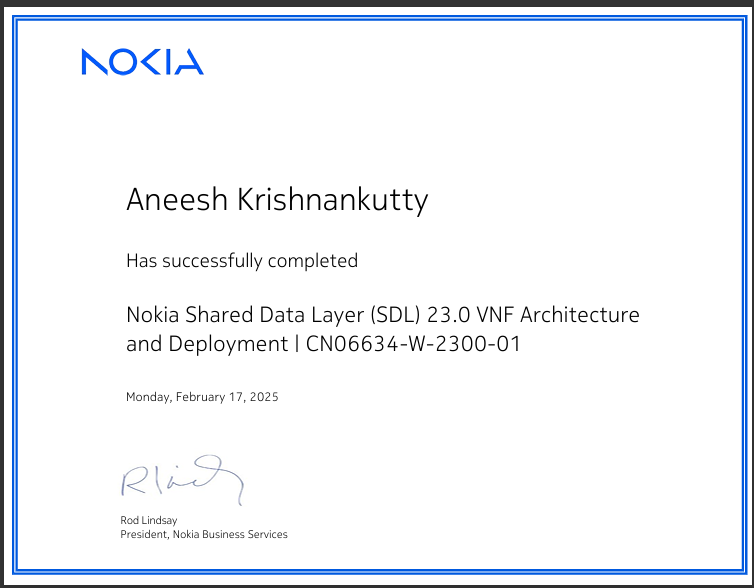 NOKIA
Aneesh Krishnankutty
Has successfully completed
Nokia Shared Data Layer (SDL) 23.0 VNF Architecture
and Deployment | CN06634-W-2300-01
Monday, February 17, 2025
Rod Lindsay
President, Nokia Business Services